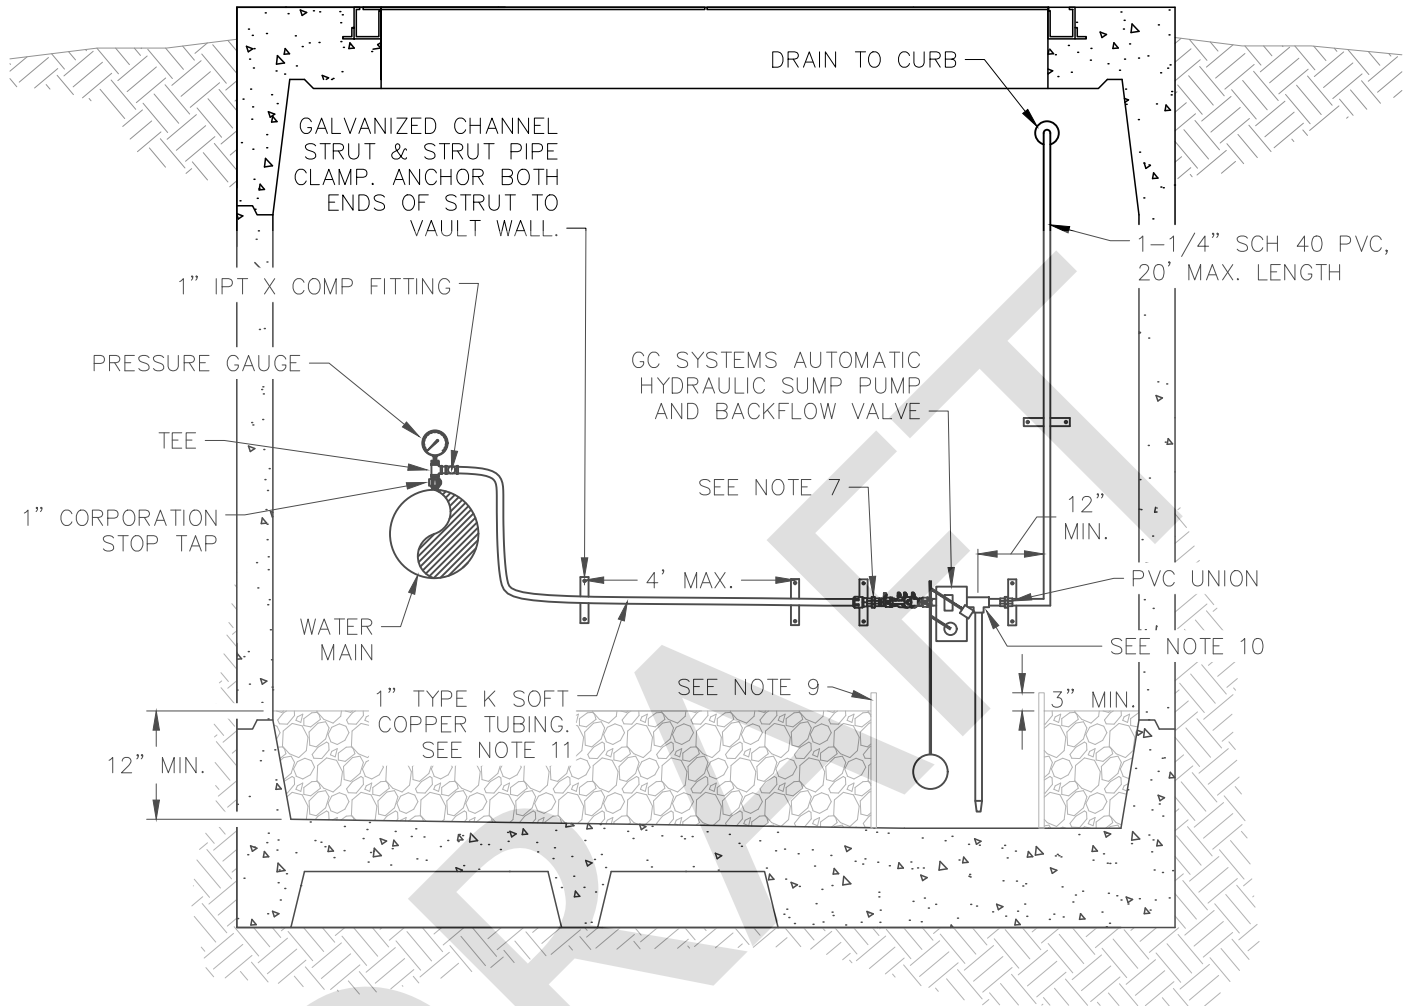 DRAIN TO CURB
GALVANIZED CHANNEL
STRUT & STRUT PIPE
CLAMP. ANCHOR BOTH
ENDS OF STRUT TO
VAULT WALL.
1-1/4" SCH 40 PVC,
20' MAX. LENGTH
1" IPT X COMP FITTING
PRESSURE GAUGE
GC SYSTEMS AUTOMATIC
HYDRAULIC SUMP PUMP
AND BACKFLOW VALVE
TEE
SEE NOTE 7
12"
MIN.
1" CORPORATION
STOP TAP
4' MAX.
PVC UNION
WATER
MAIN
SEE NOTE 10
1" TYPE K SOFT
COPPER TUBING.
SEE NOTE 11
SEE NOTE 9
3" MIN.
12" MIN.
DRAFT